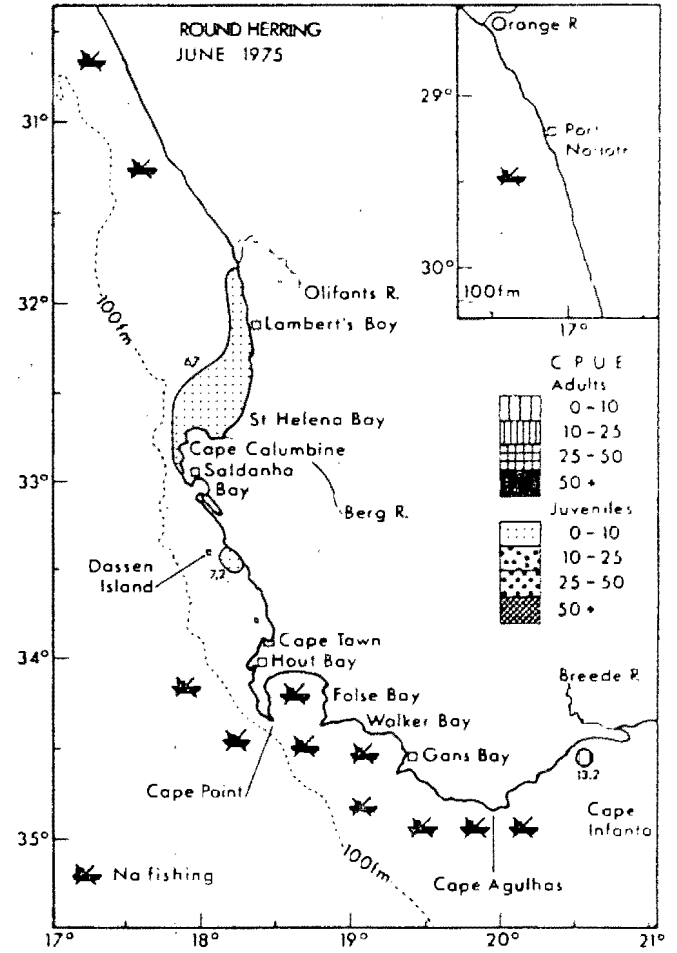 ROUND HERRING
JUNE 1975
Orange R
29°
Port
30°
100fm
17°
31°
32°
33°
34°
35°
100fm
Olifants R.
Lambert's Bay
4,7
St Helena Bay
Cape Calumbine
Saldanha
Bay
Berg R.
Dassen
Island
7,2
Cape Town
Hout Bay
False Bay
Walker Bay
Gans Bay
Breede R.
13.2
Cape
Infanta
Cape Point
Cape Agulhas
100fm
No fishing
C P U E
Adults
0-10
10-25
25-50
50+
Juveniles
0-10
10-25
25-50
50+
17°
18°
19°
20°
21°